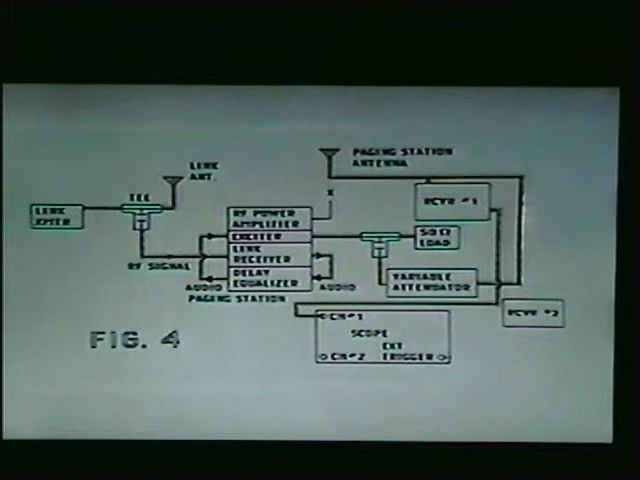 LINK
ANT.
PAGING STATION
ANTENNA
TEE
LINK
XMTR
X
RCVR #1
RF POWER
AMPLIFIER
EXCITER
LINK
RECEIVER
DELAY
EQUALIZER
50Ω
LOAD
RF SIGNAL
VARIABLE
ATTENUATOR
AUDIO
AUDIO
PAGING STATION
RCVR #2
CH#1
SCOPE
EXT
CH#2 TRIGGER
FIG. 4